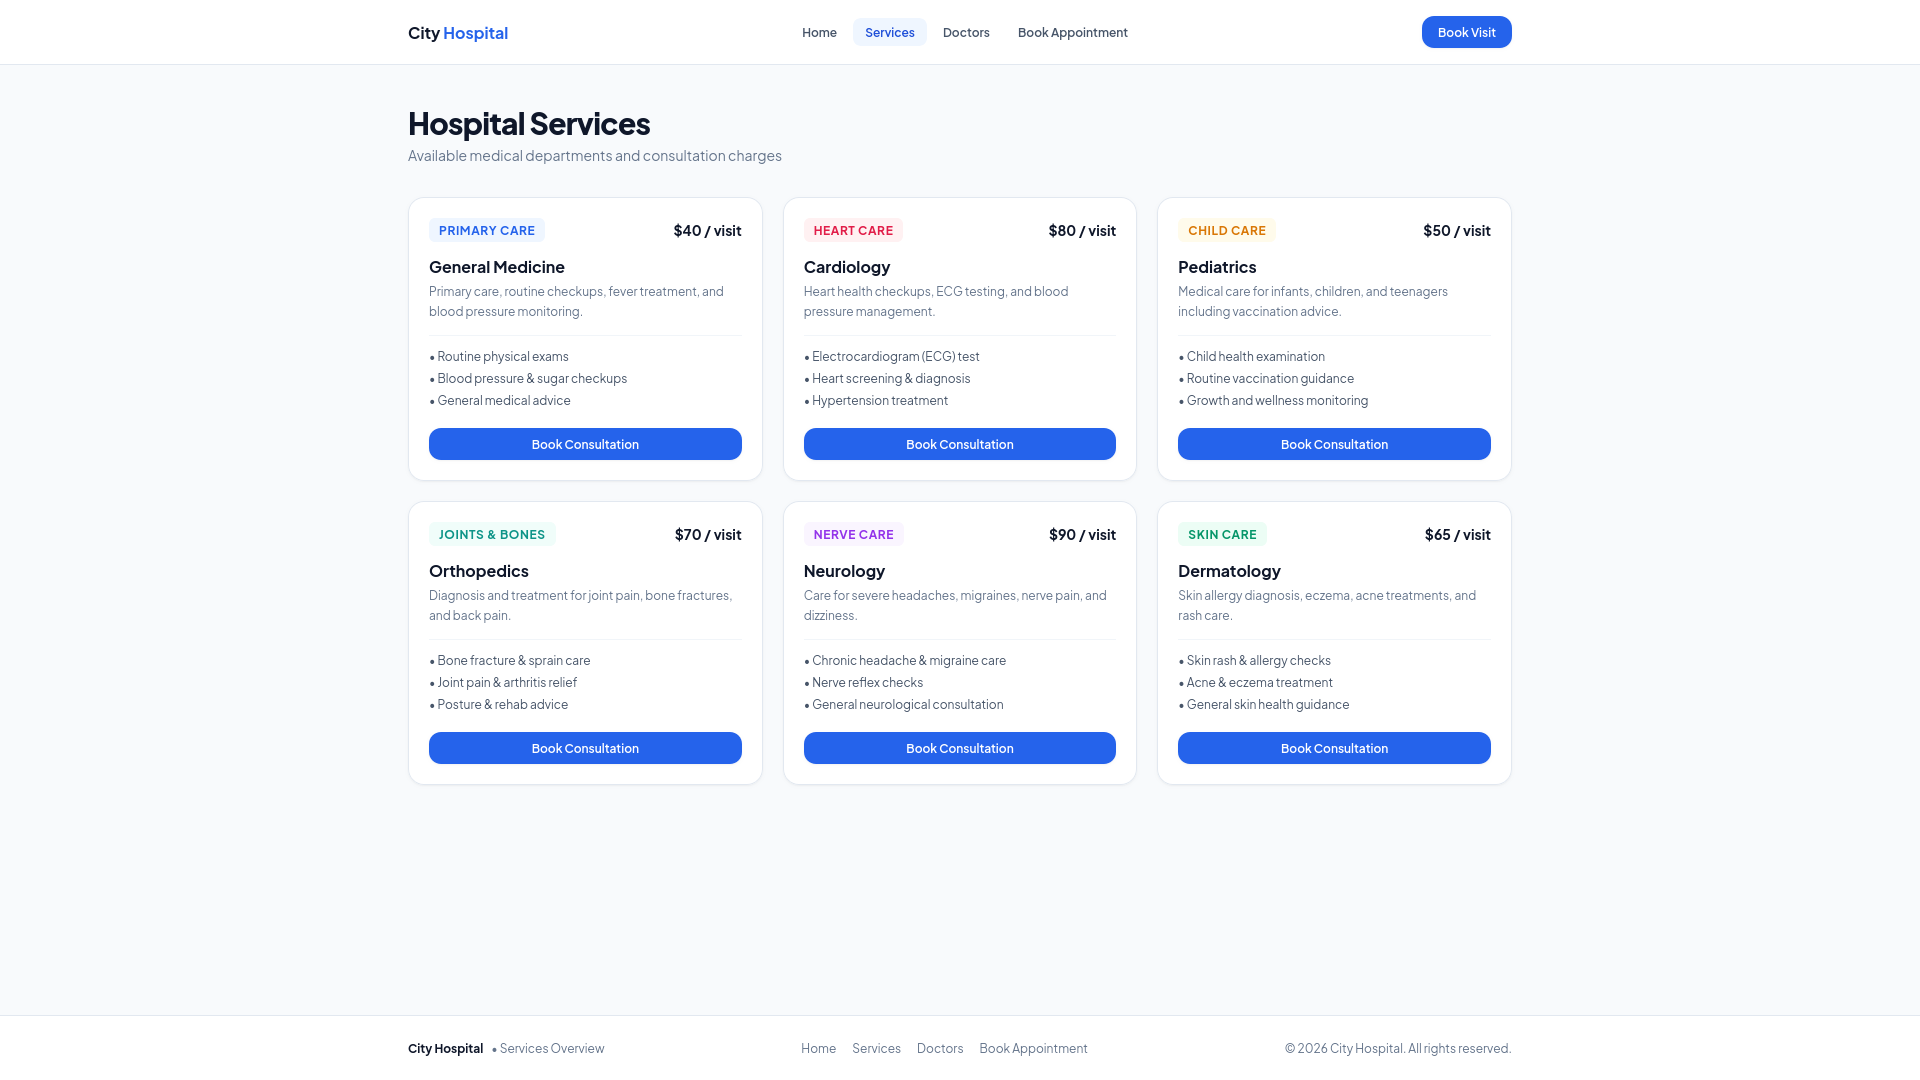 City Hospital
Home Services Doctors Book Appointment
Book Visit
Hospital Services
Available medical departments and consultation charges
PRIMARY CARE
$40 / visit
General Medicine
Primary care, routine checkups, fever treatment, and
blood pressure monitoring.
• Routine physical exams
• Blood pressure & sugar checkups
• General medical advice
Book Consultation
HEART CARE
$80 / visit
Cardiology
Heart health checkups, ECG testing, and blood
pressure management.
• Electrocardiogram (ECG) test
• Heart screening & diagnosis
• Hypertension treatment
Book Consultation
CHILD CARE
$50 / visit
Pediatrics
Medical care for infants, children, and teenagers
including vaccination advice.
• Child health examination
• Routine vaccination guidance
• Growth and wellness monitoring
Book Consultation
JOINTS & BONES
$70 / visit
Orthopedics
Diagnosis and treatment for joint pain, bone fractures,
and back pain.
• Bone fracture & sprain care
• Joint pain & arthritis relief
• Posture & rehab advice
Book Consultation
NERVE CARE
$90 / visit
Neurology
Care for severe headaches, migraines, nerve pain, and
dizziness.
• Chronic headache & migraine care
• Nerve reflex checks
• General neurological consultation
Book Consultation
SKIN CARE
$65 / visit
Dermatology
Skin allergy diagnosis, eczema, acne treatments, and
rash care.
• Skin rash & allergy checks
• Acne & eczema treatment
• General skin health guidance
Book Consultation
City Hospital • Services Overview
Home Services Doctors Book Appointment
© 2026 City Hospital. All rights reserved.